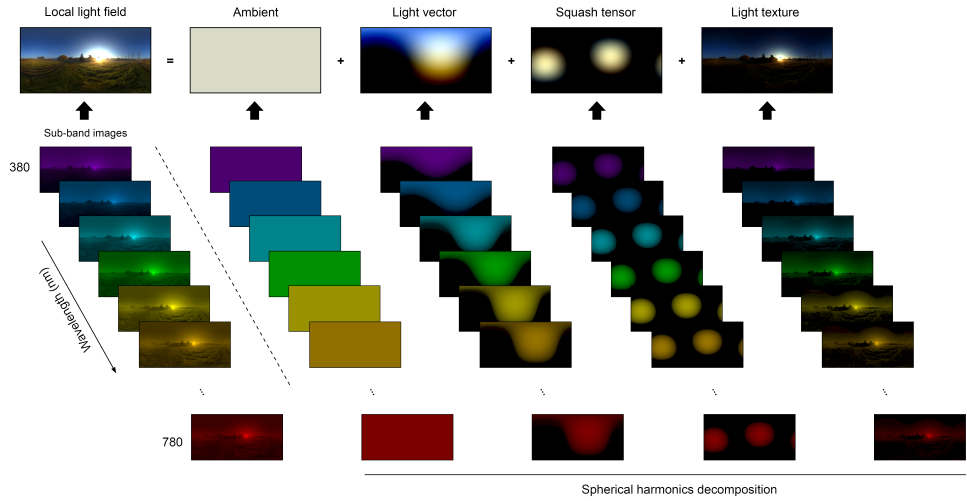 Local light field
Ambient
Light vector
Squash tensor
Light texture
=
+
+
+
Sub-band images
380
Wavelength (nm)
...
...
...
...
...
780
Spherical harmonics decomposition